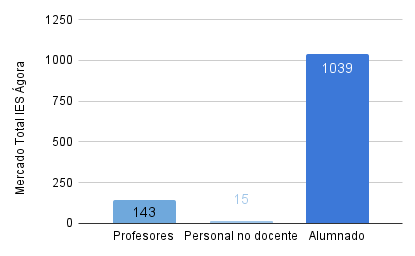 Mercado Total IES Ágora
1250
1000
750
500
250
0
143
15
1039
Profesores
Personal no docente
Alumnado